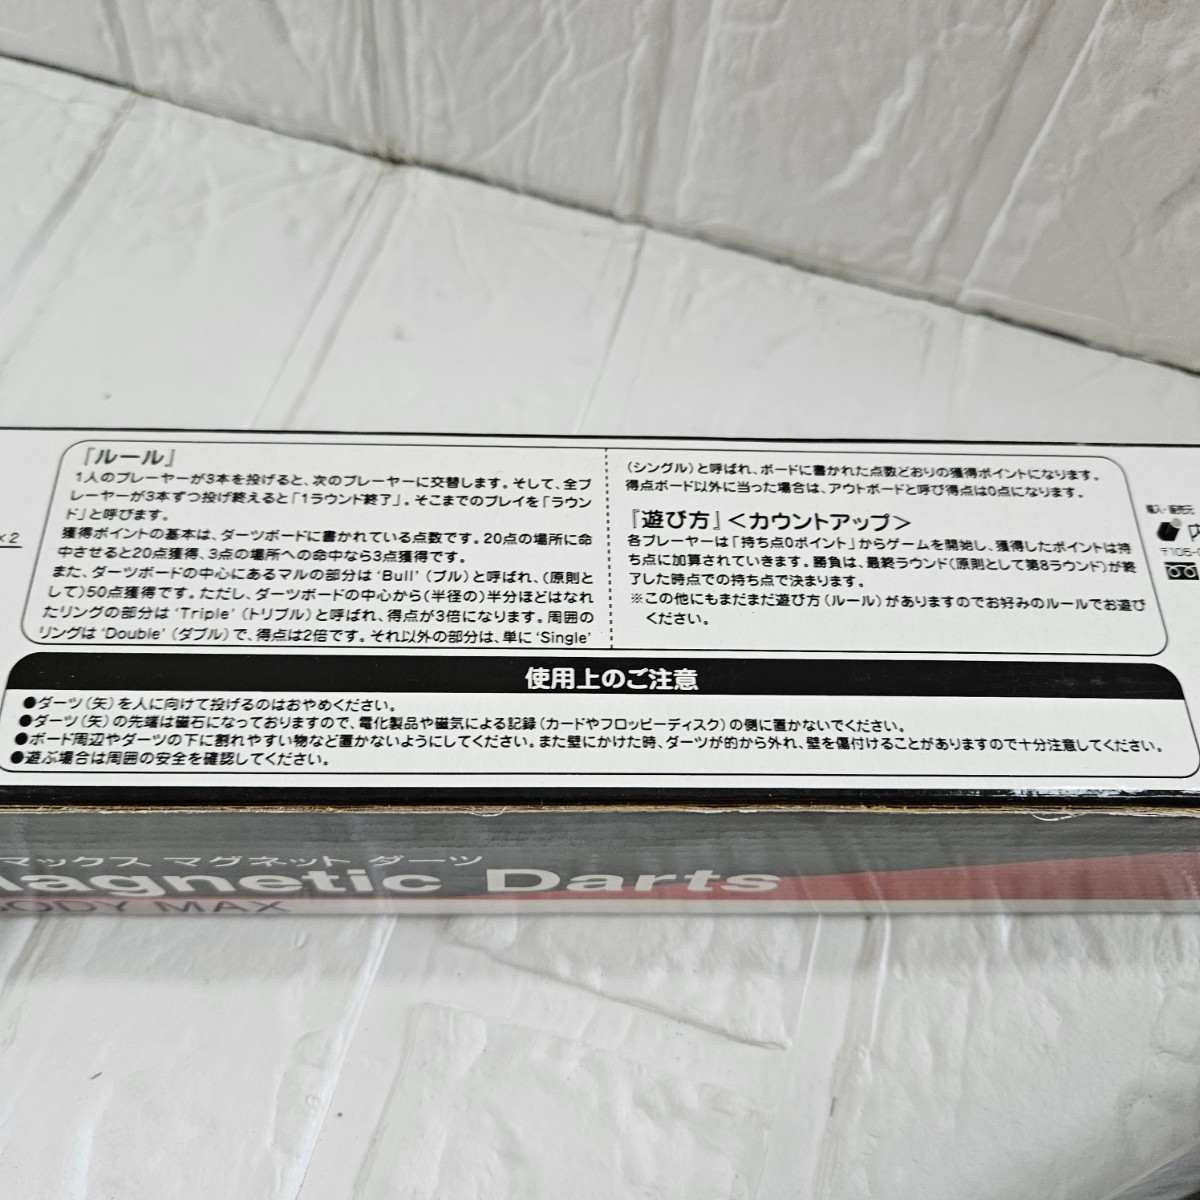 ×2
『ルール』
1人のプレーヤーが3本を投げると、次のプレーヤーに交替します。そして、全プ
レーヤーが3本ずつ投げ終えると「1ラウンド終了」。そこまでのプレイを「ラウン
ド」と呼びます。
獲得ポイントの基本は、ダーツボードに書かれている点数です。20点の場所に命
中させると20点獲得、3点の場所への命中なら3点獲得です。
また、ダーツボードの中心にあるマルの部分は‘Bull’（ブル）と呼ばれ、（原則と
して）50点獲得です。ただし、ダーツボードの中心から（半径の）半分ほどはなれ
たリングの部分は‘Triple’（トリプル）と呼ばれ、得点が3倍になります。周囲の
リングは‘Double’（ダブル）で、得点は2倍です。それ以外の部分は、単に‘Single’
（シングル）と呼ばれ、ボードに書かれた点数どおりの獲得ポイントになります。
得点ボード以外に当った場合は、アウトボードと呼び得点は0点になります。
『遊び方』＜カウントアップ＞
各プレーヤーは「持ち点0ポイント」からゲームを開始し、獲得したポイントは持
ち点に加算されていきます。勝負は、最終ラウンド（原則として第8ラウンド）が終
了した時点での持ち点で決まります。
※この他にもまだまだ遊び方（ルール）がありますのでお好みのルールでお遊び
ください。
輸入・販売元
〒105-0
使用上のご注意
●ダーツ（矢）を人に向けて投げるのはおやめください。
●ダーツ（矢）の先端は磁石になっておりますので、電化製品や磁気による記録（カードやフロッピーディスク）の側に置かないでください。
●ボード周辺やダーツの下に割れやすい物など置かないようにしてください。また壁にかけた時、ダーツが的から外れ、壁を傷付けることがありますので十分注意してください。
●遊ぶ場合は周囲の安全を確認してください。
マックス マグネット ダーツ
Magnetic Darts
BODY MAX